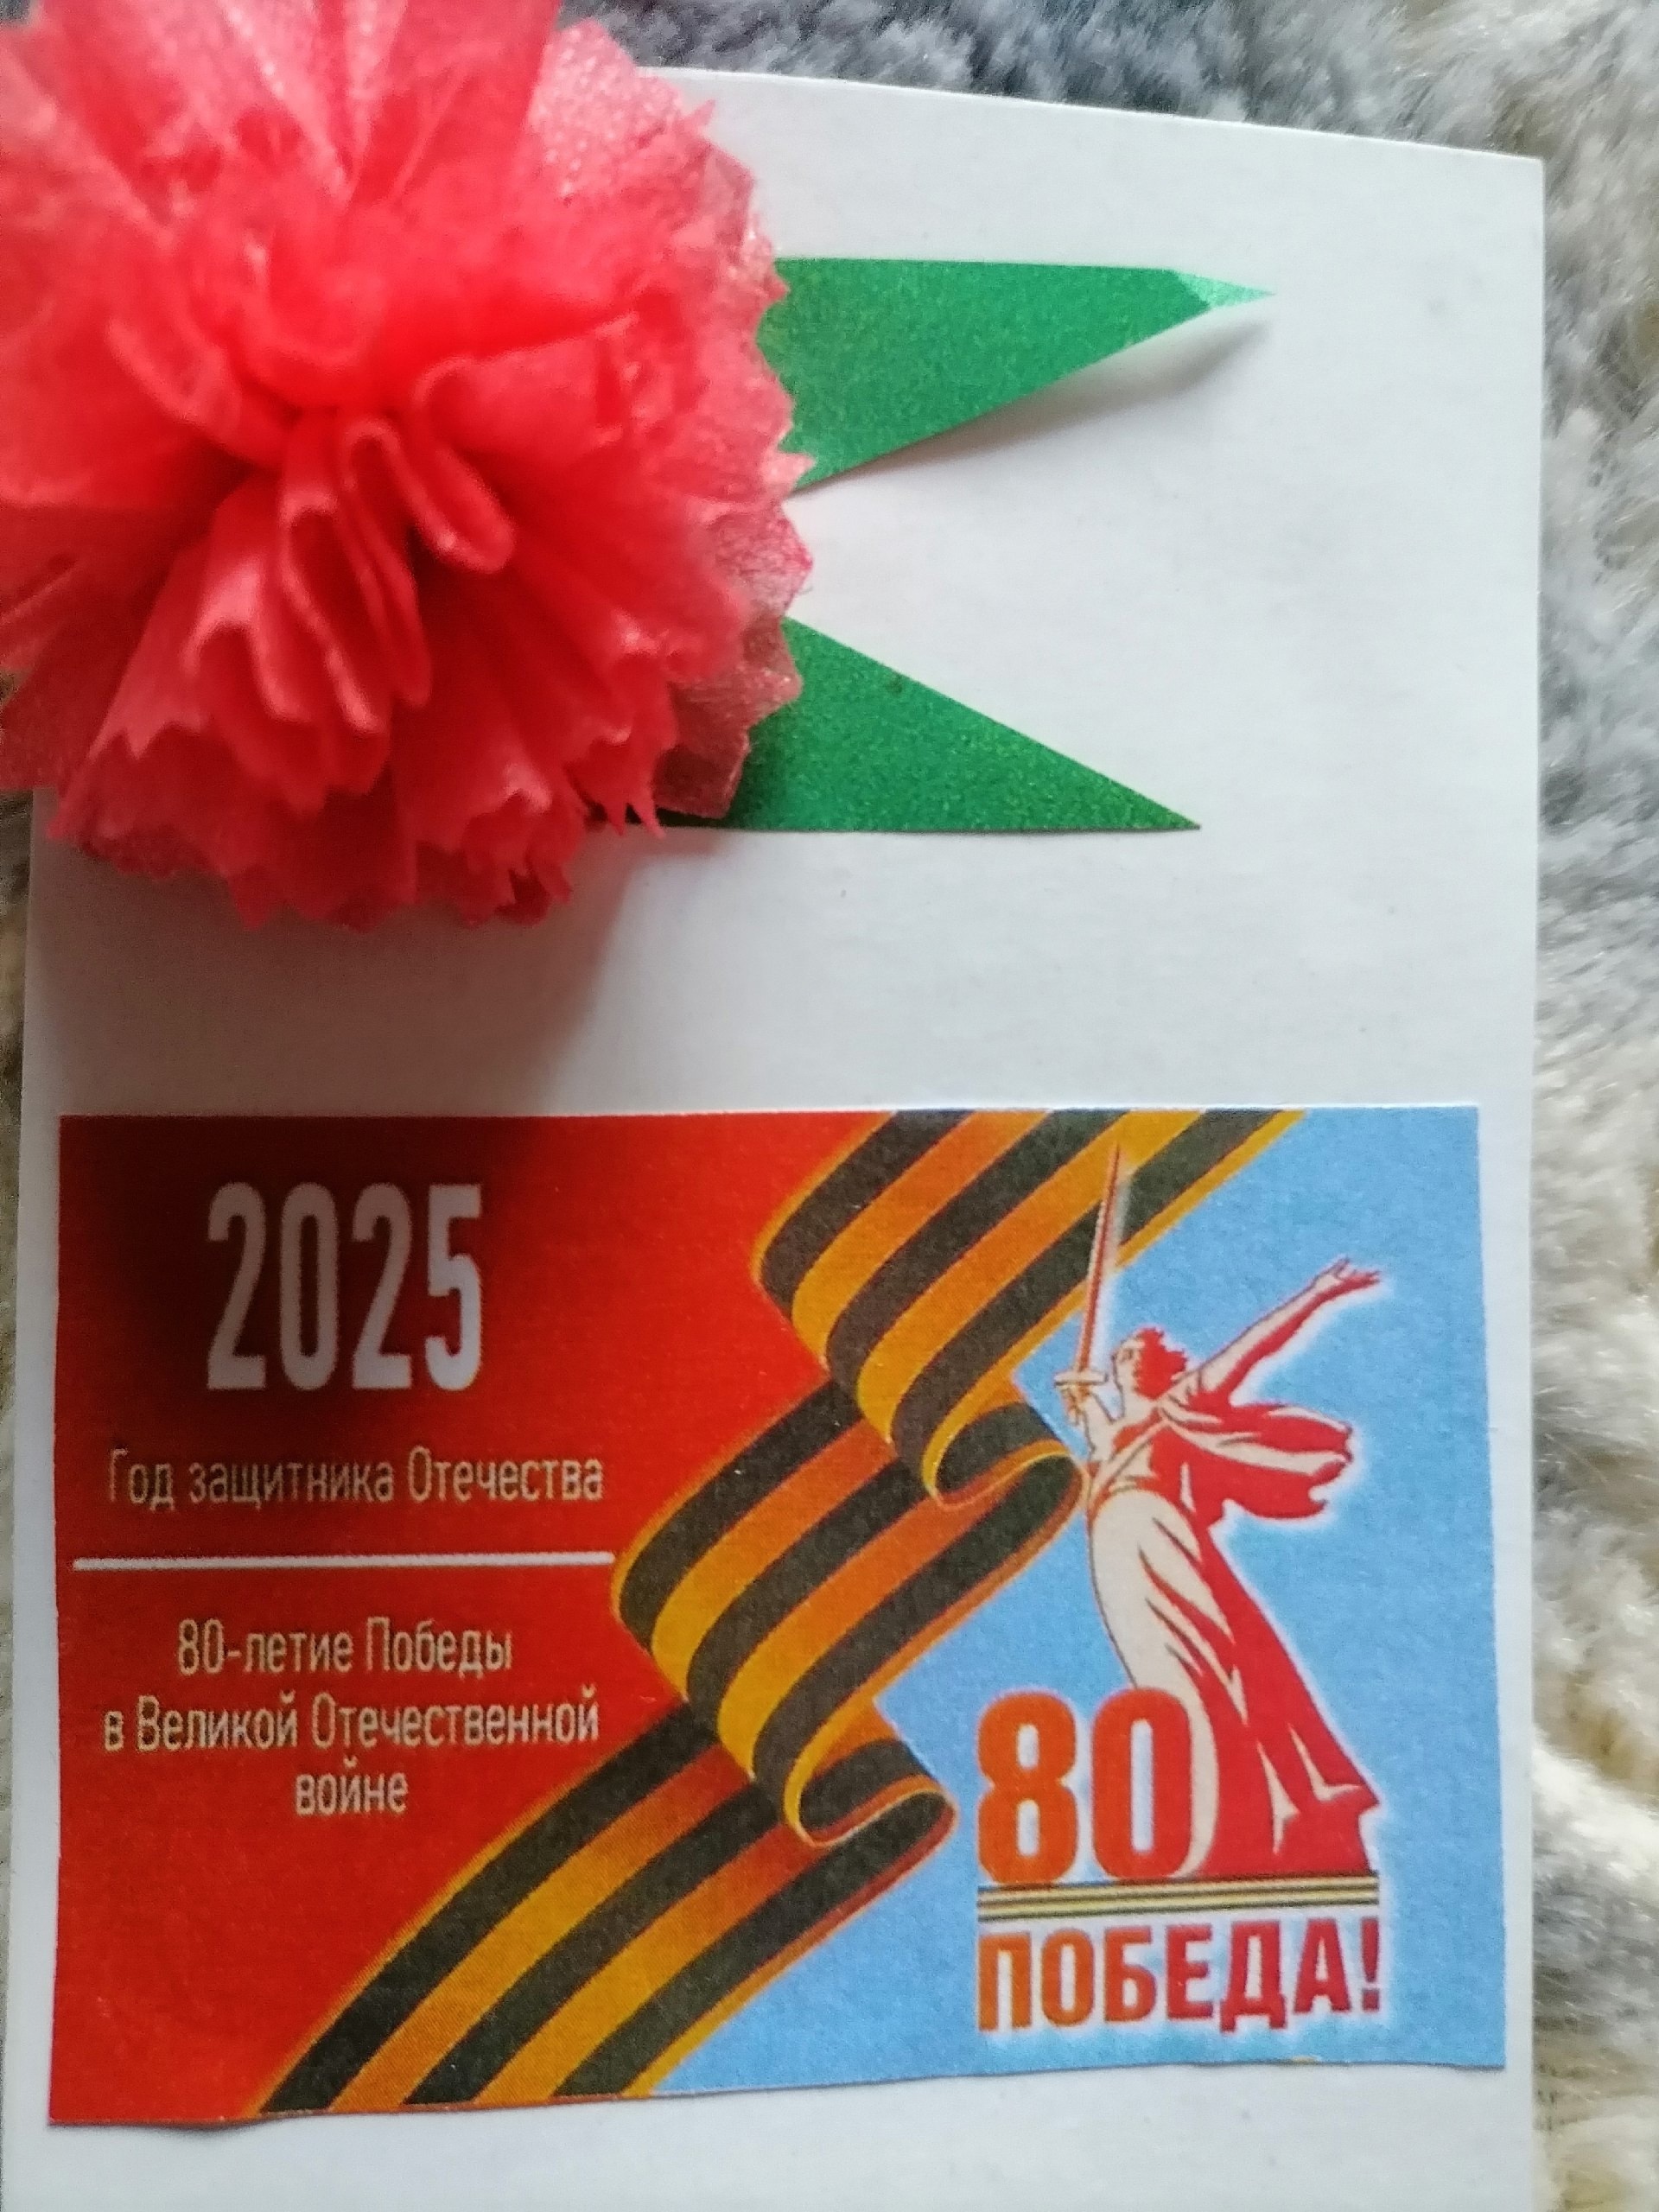 2025
Год защитника Отечества
80-летие Победы
в Великой Отечественной
войне
80
ПОБЕДА!